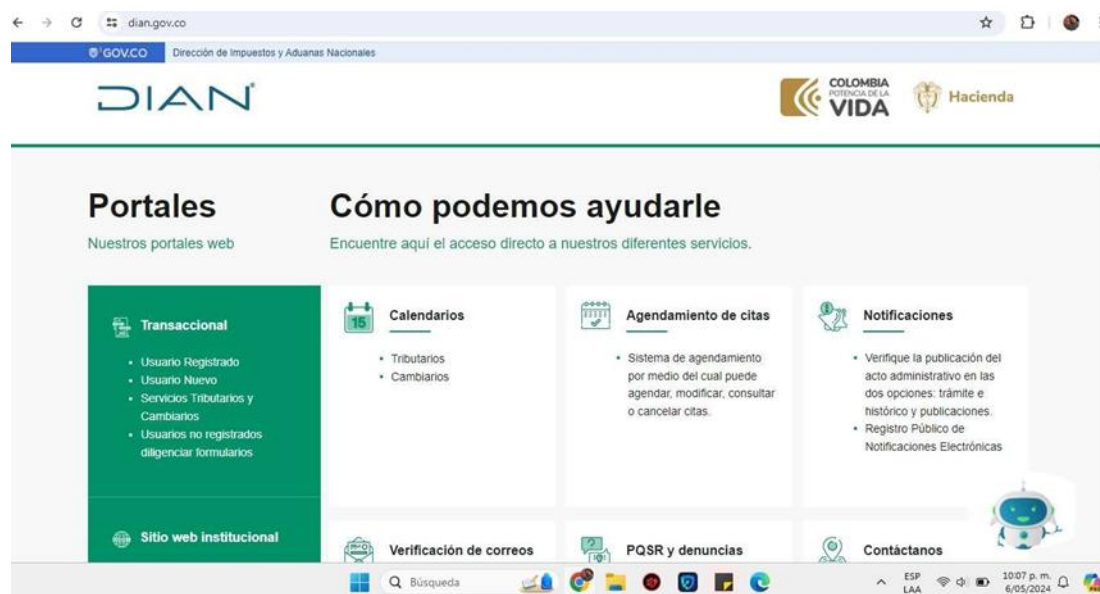 dian.gov.co
GOV.CO
Dirección de Impuestos y Aduanas Nacionales
DIAN
COLOMBIA
POTENCIA DE LA
VIDA
Hacienda
Portales
Nuestros portales web
Cómo podemos ayudarle
Encuentre aquí el acceso directo a nuestros diferentes servicios.
Transaccional
• Usuario Registrado
• Usuario Nuevo
• Servicios Tributarios y
Cambiarios
• Usuarios no registrados
diligenciar formularios
Sitio web institucional
15
Calendarios
• Tributarios
• Cambiarios
Agendamiento de citas
• Sistema de agendamiento
por medio del cual puede
agendar, modificar, consultar
o cancelar citas.
Notificaciones
• Verifique la publicación del
acto administrativo en las
dos opciones: trámite e
histórico y publicaciones.
• Registro Público de
Notificaciones Electrónicas
Verificación de correos
PQSR y denuncias
Contáctanos
Búsqueda
ESP
LAA
10:07 p. m.
6/05/2024